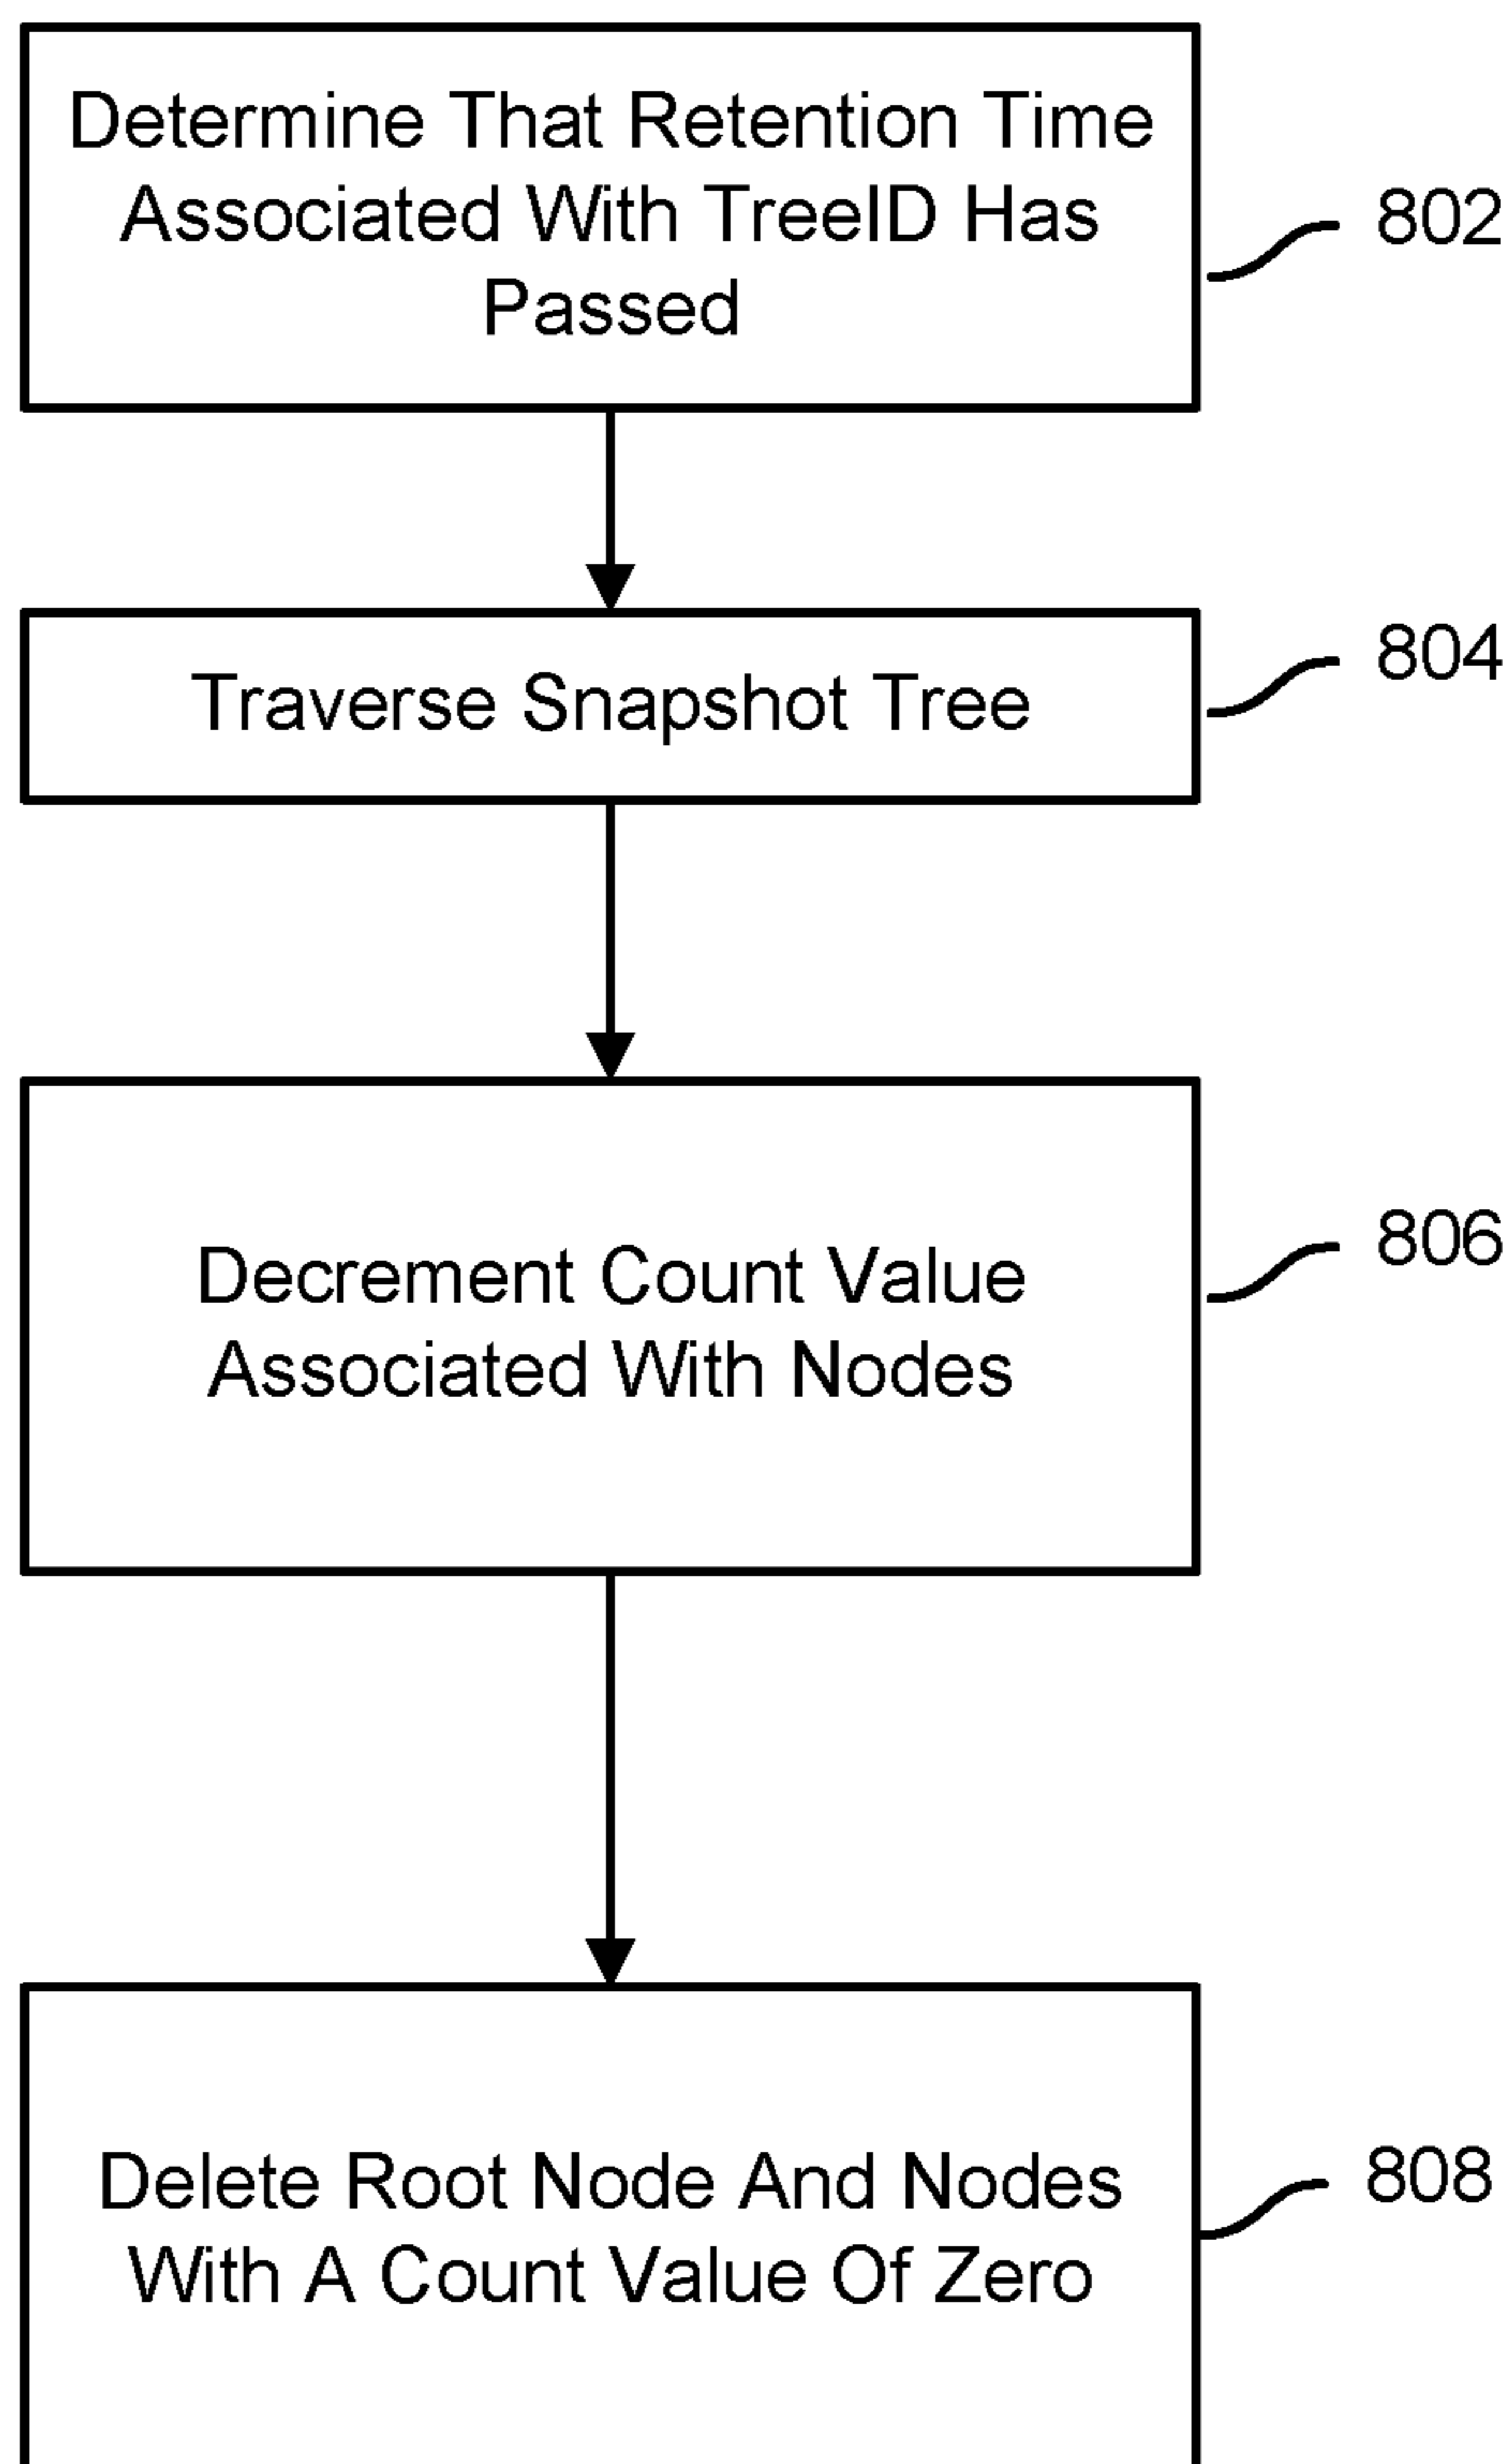 Determine That Retention Time
Associated With TreeID Has
Passed
802
Traverse Snapshot Tree
804
Decrement Count Value
Associated With Nodes
806
Delete Root Node And Nodes
With A Count Value Of Zero
808